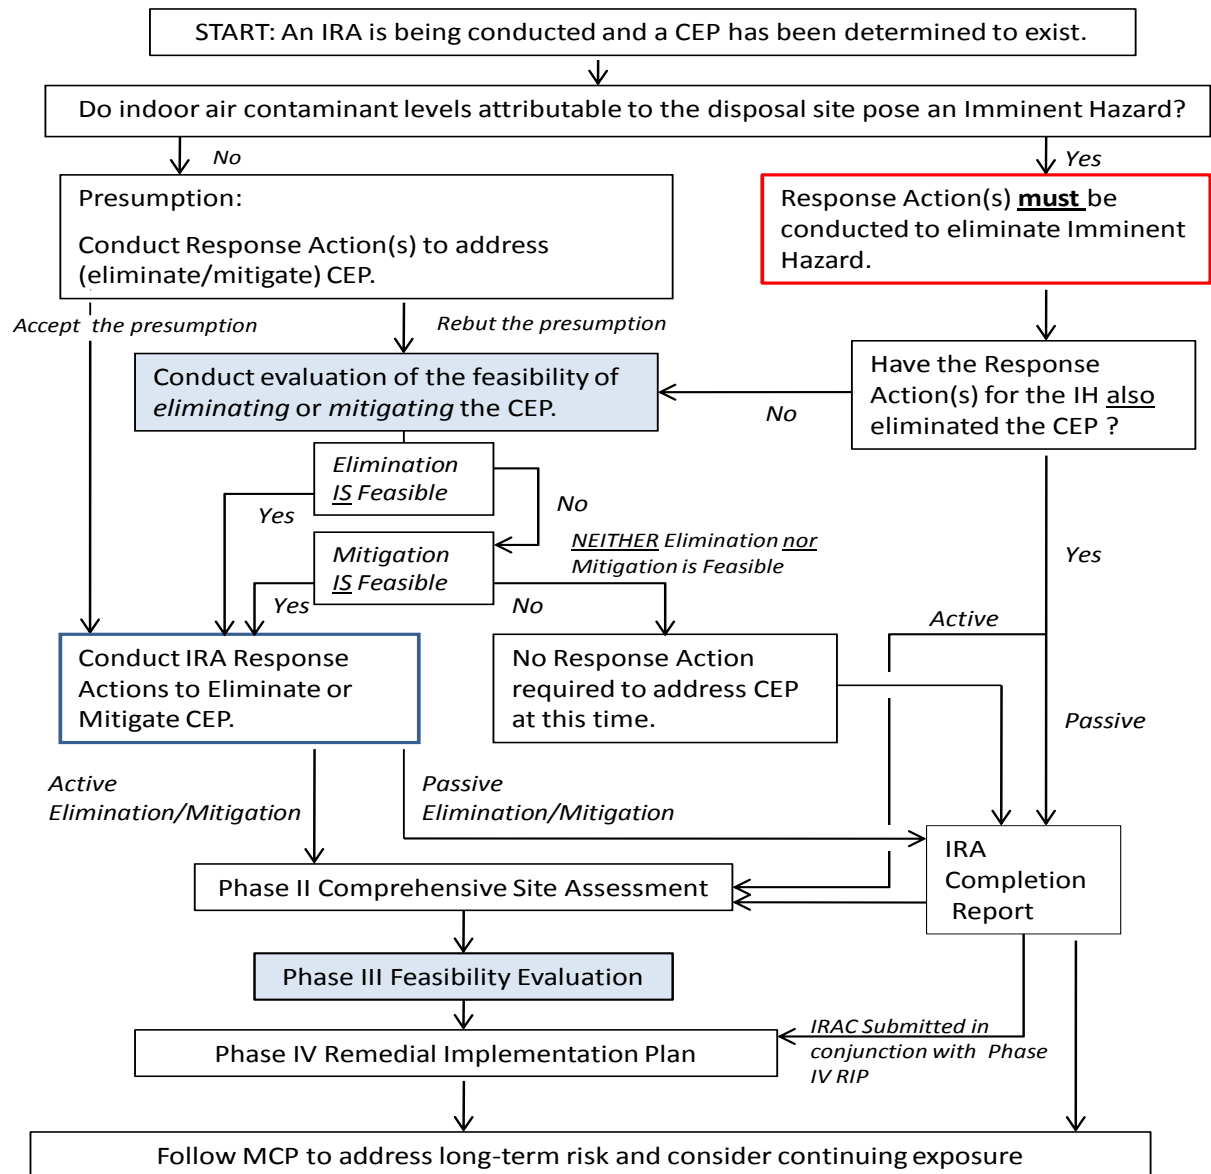 START: An IRA is being conducted and a CEP has been determined to exist.
Do indoor air contaminant levels attributable to the disposal site pose an Imminent Hazard?
No
Yes
Presumption:
Conduct Response Action(s) to address
(eliminate/mitigate) CEP.
Response Action(s) must be
conducted to eliminate Imminent
Hazard.
Accept the presumption
Rebut the presumption
Conduct evaluation of the feasibility of
eliminating or mitigating the CEP.
No
Have the Response
Action(s) for the IH also
eliminated the CEP ?
Elimination
IS Feasible
Yes
No
Mitigation
IS Feasible
NEITHER Elimination nor
Mitigation is Feasible
Yes
Yes
No
Active
Conduct IRA Response
Actions to Eliminate or
Mitigate CEP.
No Response Action
required to address CEP
at this time.
Passive
Active
Elimination/Mitigation
Passive
Elimination/Mitigation
IRA
Completion
Report
Phase II Comprehensive Site Assessment
Phase III Feasibility Evaluation
Phase IV Remedial Implementation Plan
IRAC Submitted in
conjunction with Phase
IV RIP
Follow MCP to address long-term risk and consider continuing exposure